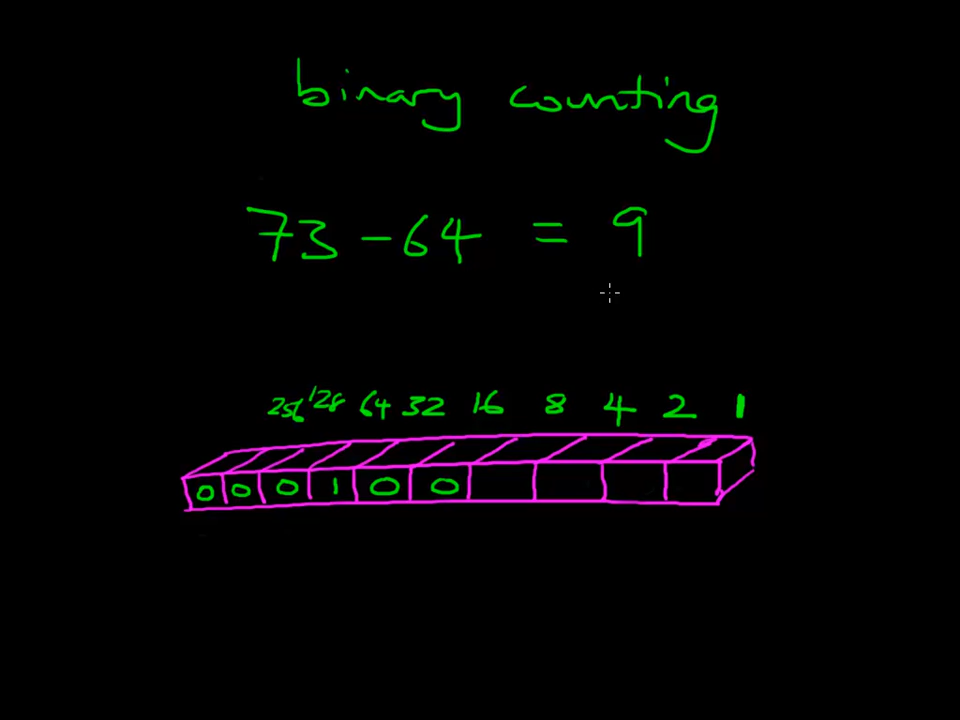 binary counting
73 - 64 = 9
256 128 64 32 16 8 4 2 1
0 0 0 1 0 0